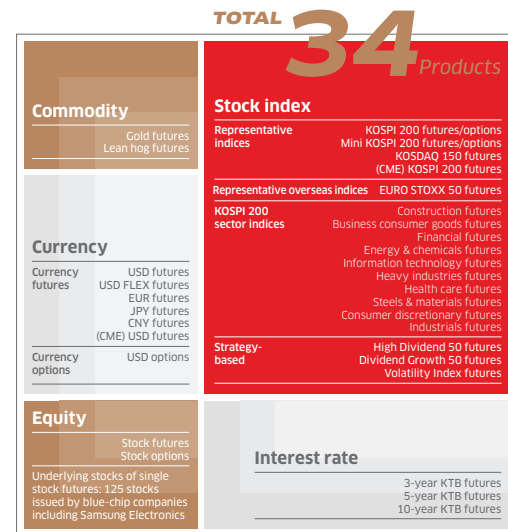 TOTAL 34 Products
Commodity
Gold futures
Lean hog futures
Currency
Currency futures
USD futures
USD FLEX futures
EUR futures
JPY futures
CNY futures
(CME) USD futures
Currency options
USD options
Equity
Stock futures
Stock options
Underlying stocks of single
stock futures: 125 stocks
issued by blue-chip companies
including Samsung Electronics
Stock index
Representative
indices
KOSPI 200 futures/options
Mini KOSPI 200 futures/options
KOSDAQ 150 futures
(CME) KOSPI 200 futures
Representative overseas indices EURO STOXX 50 futures
KOSPI 200
sector indices
Construction futures
Business consumer goods futures
Financial futures
Energy & chemicals futures
Information technology futures
Heavy industries futures
Health care futures
Steels & materials futures
Consumer discretionary futures
Industrials futures
Strategy-
based
High Dividend 50 futures
Dividend Growth 50 futures
Volatility Index futures
Interest rate
3-year KTB futures
5-year KTB futures
10-year KTB futures